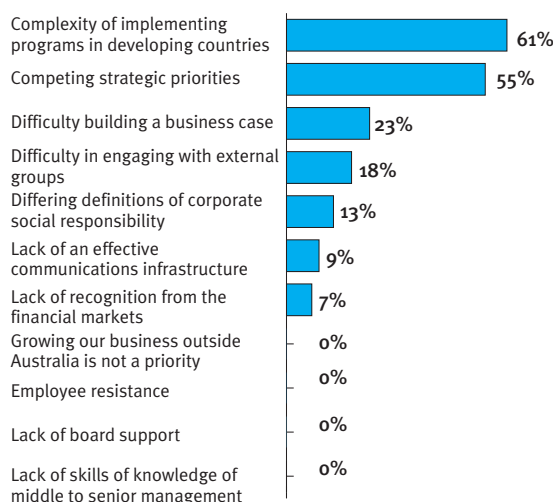 Complexity of implementing
programs in developing countries
61%
Competing strategic priorities
55%
Difficulty building a business case
23%
Difficulty in engaging with external
groups
18%
Differing definitions of corporate
social responsibility
13%
Lack of an effective
communications infrastructure
9%
Lack of recognition from the
financial markets
7%
Growing our business outside
Australia is not a priority
0%
Employee resistance
0%
Lack of board support
0%
Lack of skills of knowledge of
middle to senior management
0%